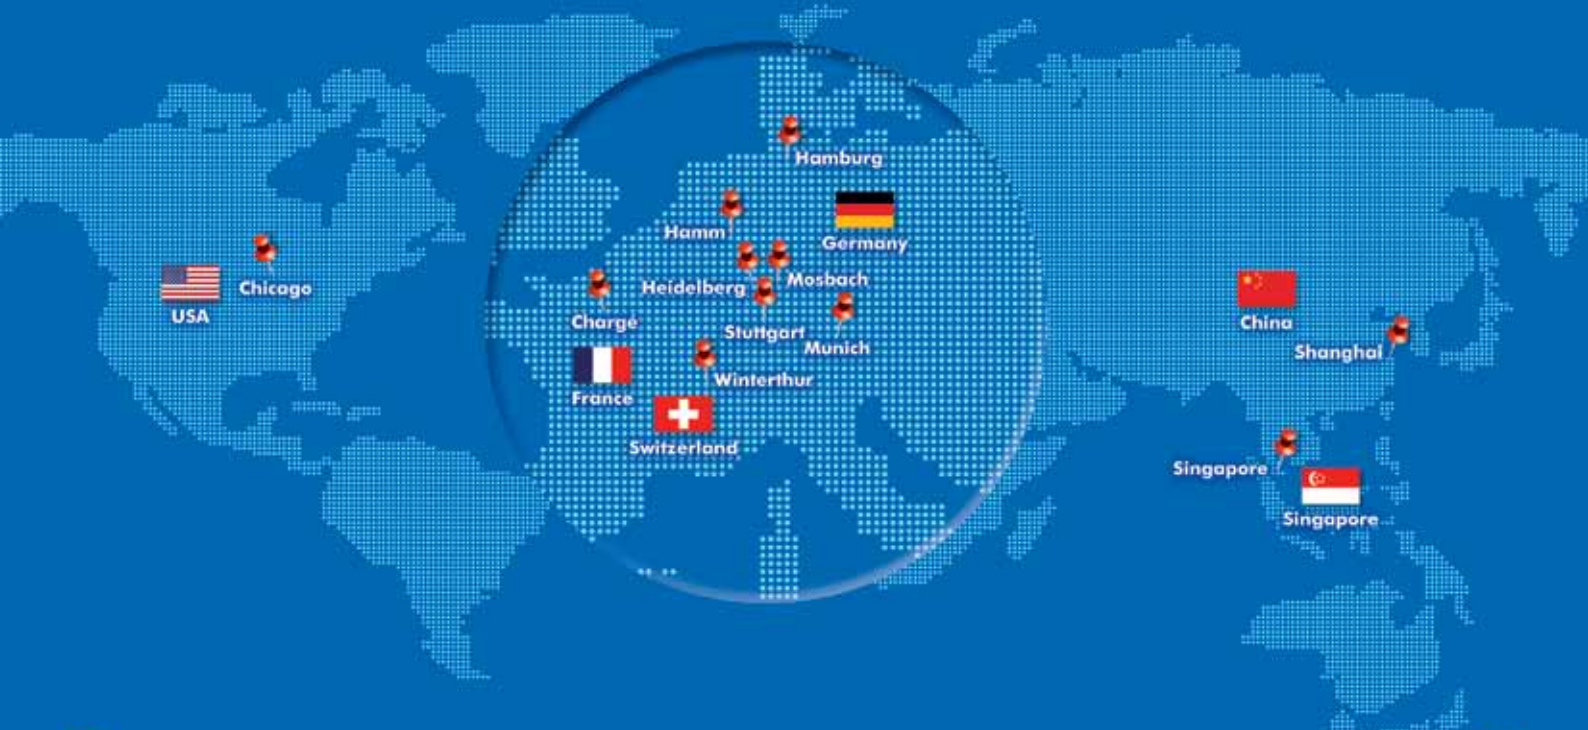 Hamburg
Hamm
Germany
Heidelberg
Mosbach
Chicago
USA
Charge
Stuttgart
Munich
France
Winterthur
Switzerland
China
Shanghai
Singapore
Singapore